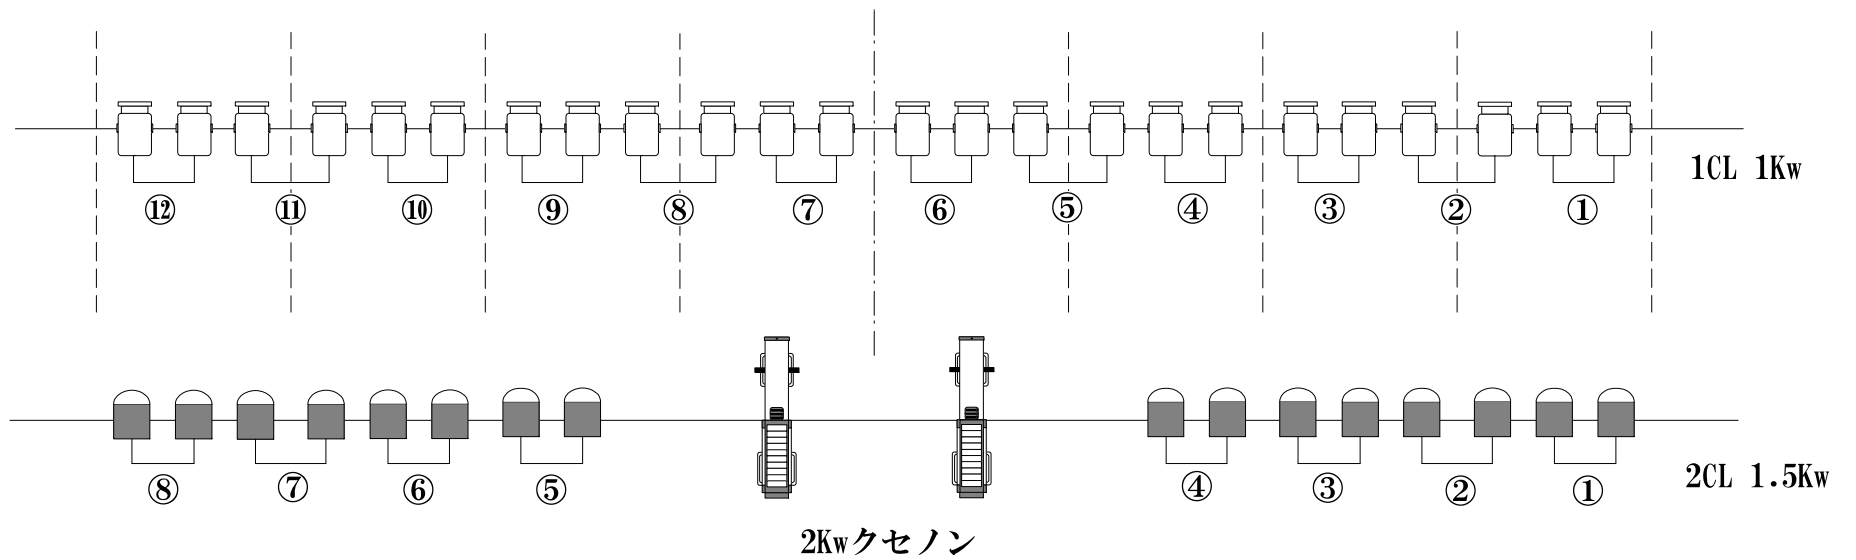 1CL 1Kw
⑫ ⑪ ⑩ ⑨ ⑧ ⑦ ⑥ ⑤ ④ ③ ② ①
2CL 1.5Kw
⑧ ⑦ ⑥ ⑤ ④ ③ ② ①
2Kwクセノン